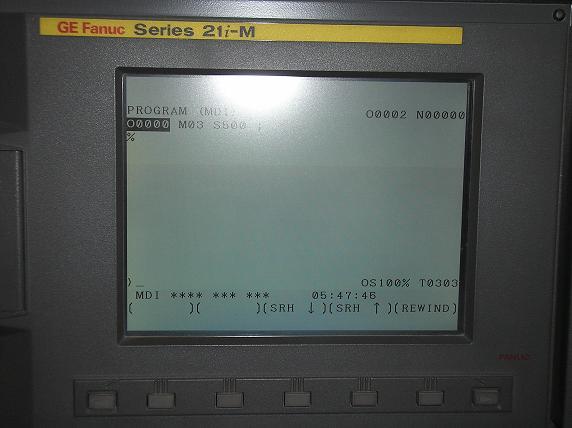 GE Fanuc Series 21i-M
PROGRAM (MDI) O0002 N00000
O0000 M03 S500 ;
%
)_ OS100% T0303
MDI **** *** *** 05:47:46
( )( )(SRH ↓ )(SRH ↑ )(REWIND)
FANUC